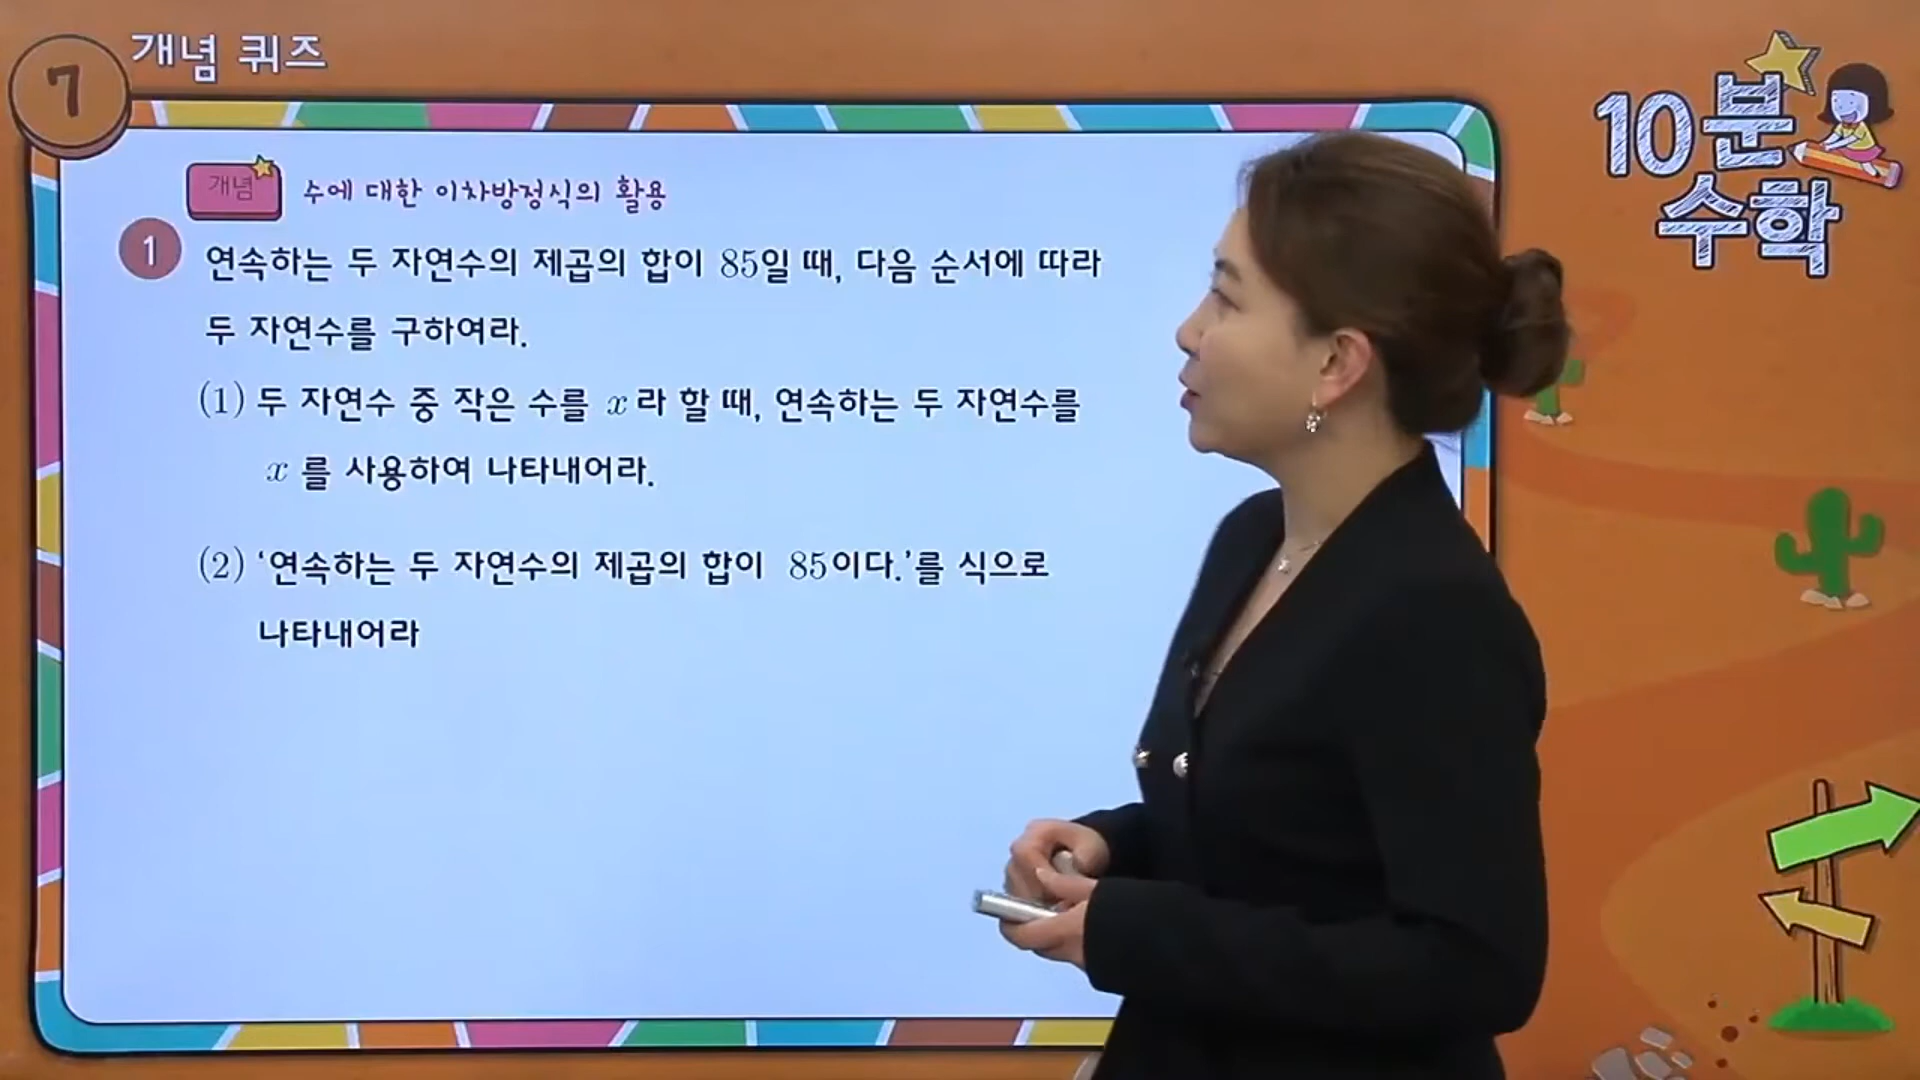 7
개념 퀴즈
10분
수학
개념
수에 대한 이차방정식의 활용
1 연속하는 두 자연수의 제곱의 합이 85일 때, 다음 순서에 따라
두 자연수를 구하여라.
(1) 두 자연수 중 작은 수를 x라 할 때, 연속하는 두 자연수를
x를 사용하여 나타내어라.
(2) ‘연속하는 두 자연수의 제곱의 합이 85이다.’를 식으로
나타내어라